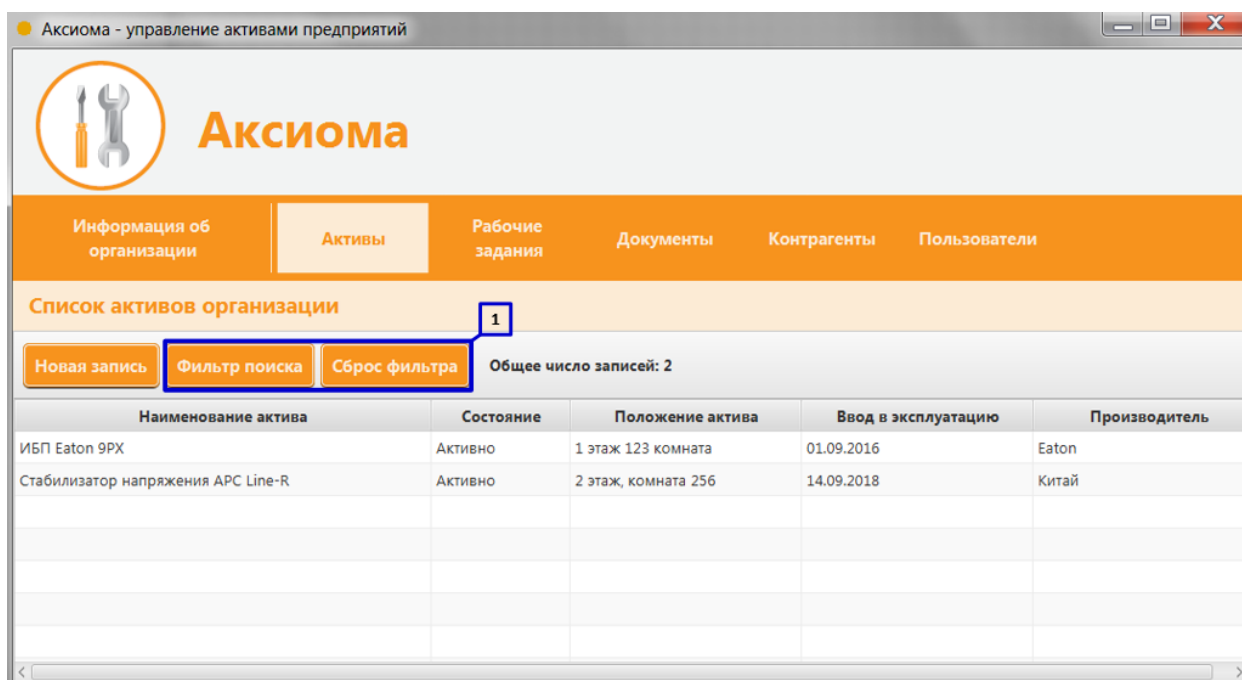 Аксиома - управление активами предприятий
Аксиома
Информация об
организации
Активы
Рабочие
задания
Документы
Контрагенты
Пользователи
Список активов организации
1
Новая запись
Фильтр поиска
Сброс фильтра
Общее число записей: 2
Наименование актива Состояние Положение актива Ввод в эксплуатацию Производитель
ИБП Eaton 9PX Активно 1 этаж 123 комната 01.09.2016 Eaton
Стабилизатор напряжения APC Line-R Активно 2 этаж, комната 256 14.09.2018 Китай